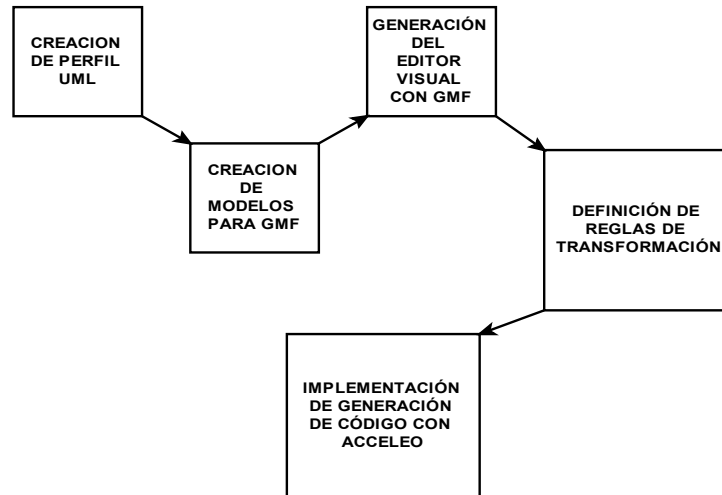 CREACION
DE PERFIL
UML
GENERACIÓN
DEL
EDITOR
VISUAL
CON GMF
CREACION
DE
MODELOS
PARA GMF
DEFINICIÓN DE
REGLAS DE
TRANSFORMACIÓN
IMPLEMENTACIÓN
DE GENERACIÓN
DE CÓDIGO CON
ACCELEO